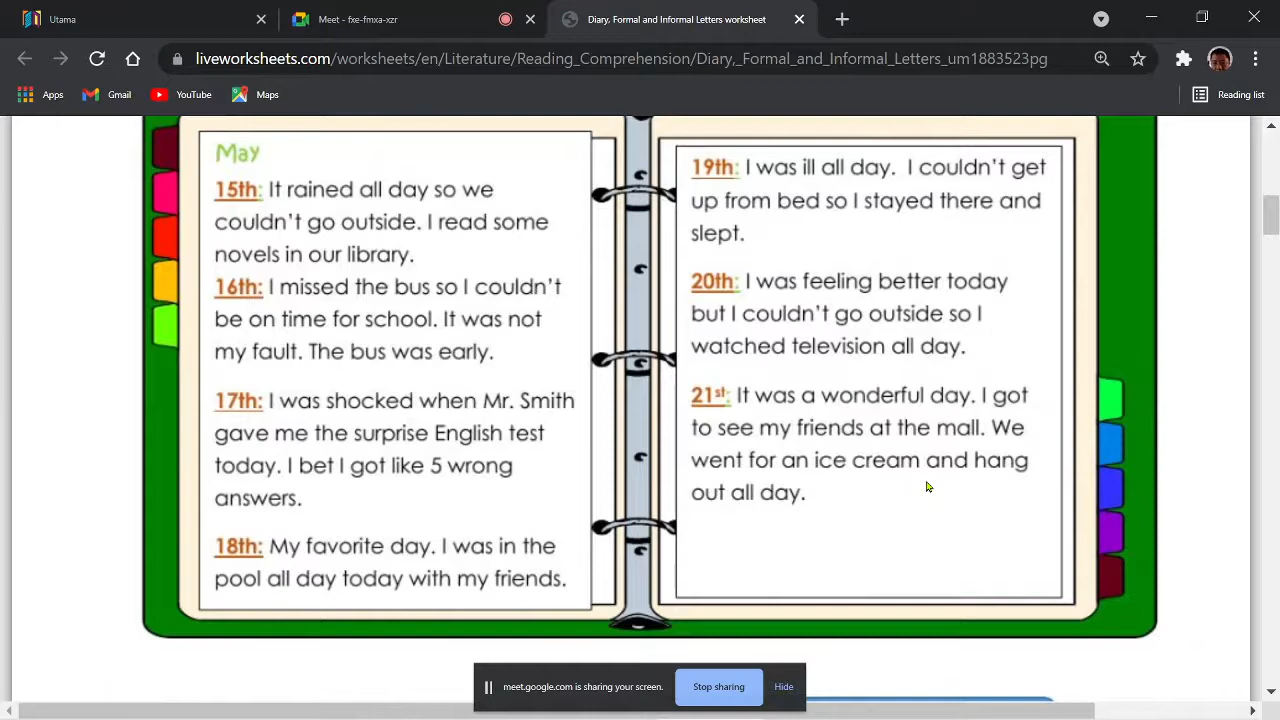 Utama
Meet - fxe-fmxa-xzr
Diary, Formal and Informal Letters worksheet
liveworksheets.com/worksheets/en/Literature/Reading_Comprehension/Diary,_Formal_and_Informal_Letters_um1883523pg
Apps
Gmail
YouTube
Maps
Reading list
May
15th: It rained all day so we
couldn't go outside. I read some
novels in our library.
16th: I missed the bus so I couldn't
be on time for school. It was not
my fault. The bus was early.
17th: I was shocked when Mr. Smith
gave me the surprise English test
today. I bet I got like 5 wrong
answers.
18th: My favorite day. I was in the
pool all day today with my friends.
19th: I was ill all day. I couldn't get
up from bed so I stayed there and
slept.
20th: I was feeling better today
but I couldn't go outside so I
watched television all day.
21st: It was a wonderful day. I got
to see my friends at the mall. We
went for an ice cream and hang
out all day.
meet.google.com is sharing your screen.
Stop sharing
Hide